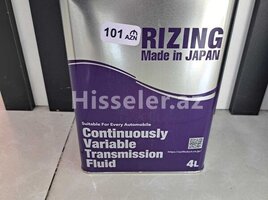 101 AZN
RIZING
Made in JAPAN
Hisseler.az
Suitable For Every Automobile
Continuously
Variable
Transmission
Fluid
4L